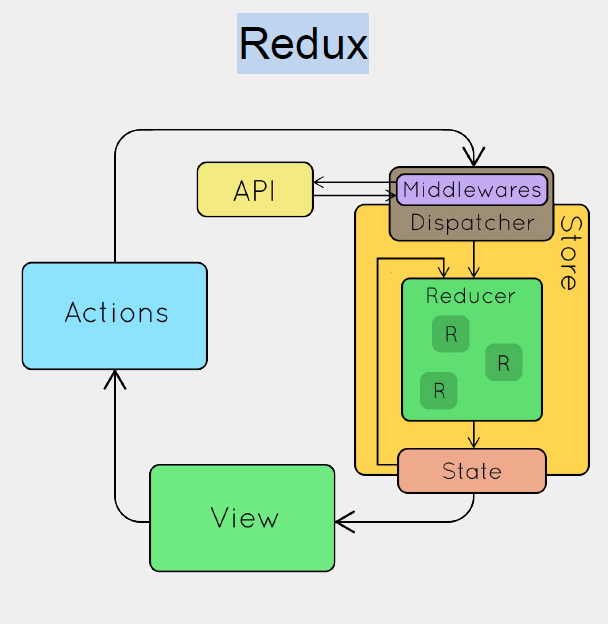 Redux
API
Middlewares
Dispatcher
Store
Actions
Reducer
R
R
R
State
View